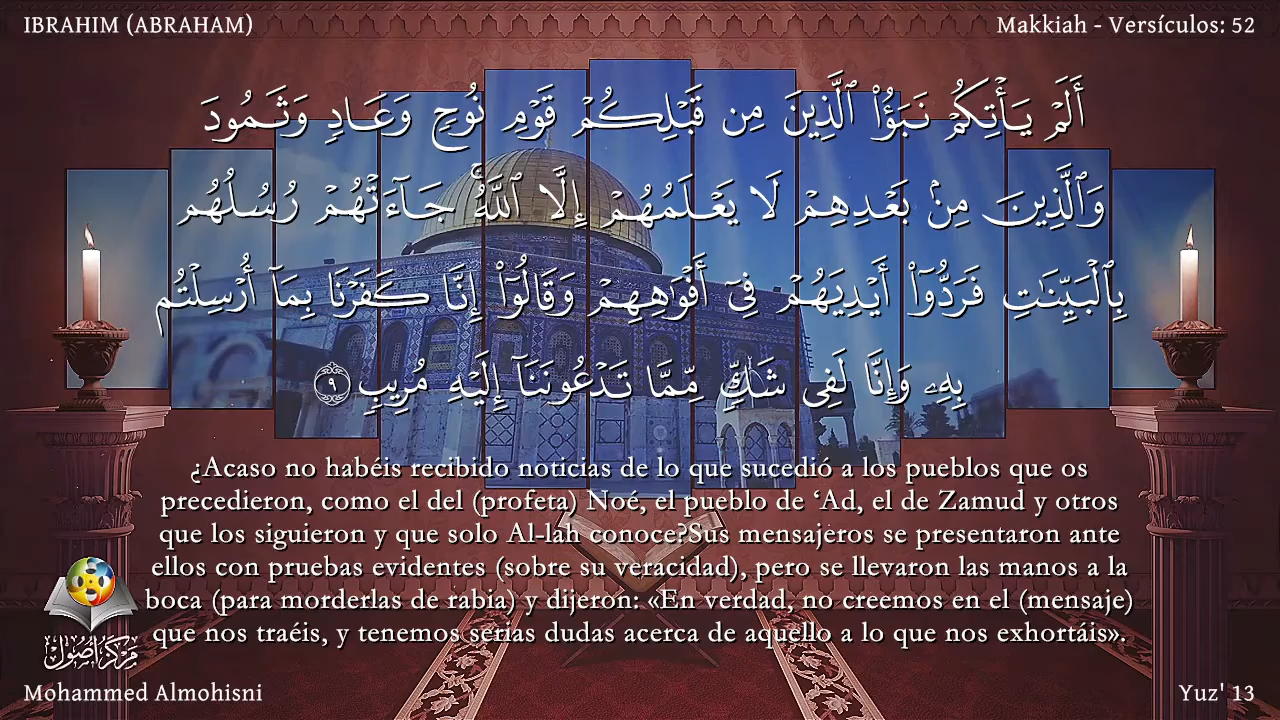 IBRAHIM (ABRAHAM)
Makkiah - Versículos: 52
أَلَمْ يَأْتِكُمْ نَبَؤُا۟ ٱلَّذِينَ مِن قَبْلِكُمْ قَوْمِ نُوحٍ وَعَادٍ وَثَمُودَ
وَٱلَّذِينَ مِنۢ بَعْدِهِمْ لَا يَعْلَمُهُمْ إِلَّا ٱللَّهُ ۚ جَآءَتْهُمْ رُسُلُهُم
بِٱلْبَيِّنَـٰتِ فَرَدُّوٓا۟ أَيْدِيَهُمْ فِىٓ أَفْوَٰهِهِمْ وَقَالُوٓا۟ إِنَّا كَفَرْنَا بِمَآ أُرْسِلْتُم
بِهِۦ وَإِنَّا لَفِى شَكٍّ مِّمَّا تَدْعُونَنَآ إِلَيْهِ مُرِيبٍ ٩
¿Acaso no habéis recibido noticias de lo que sucedió a los pueblos que os
precedieron, como el del (profeta) Noé, el pueblo de ‘Ad, el de Zamud y otros
que los siguieron y que solo Al-lah conoce?Sus mensajeros se presentaron ante
ellos con pruebas evidentes (sobre su veracidad), pero se llevaron las manos a la
boca (para morderlas de rabia) y dijeron: «En verdad, no creemos en el (mensaje)
que nos traéis, y tenemos serias dudas acerca de aquello a lo que nos exhortáis».
مركز أصول
Mohammed Almohisni
Yuz' 13